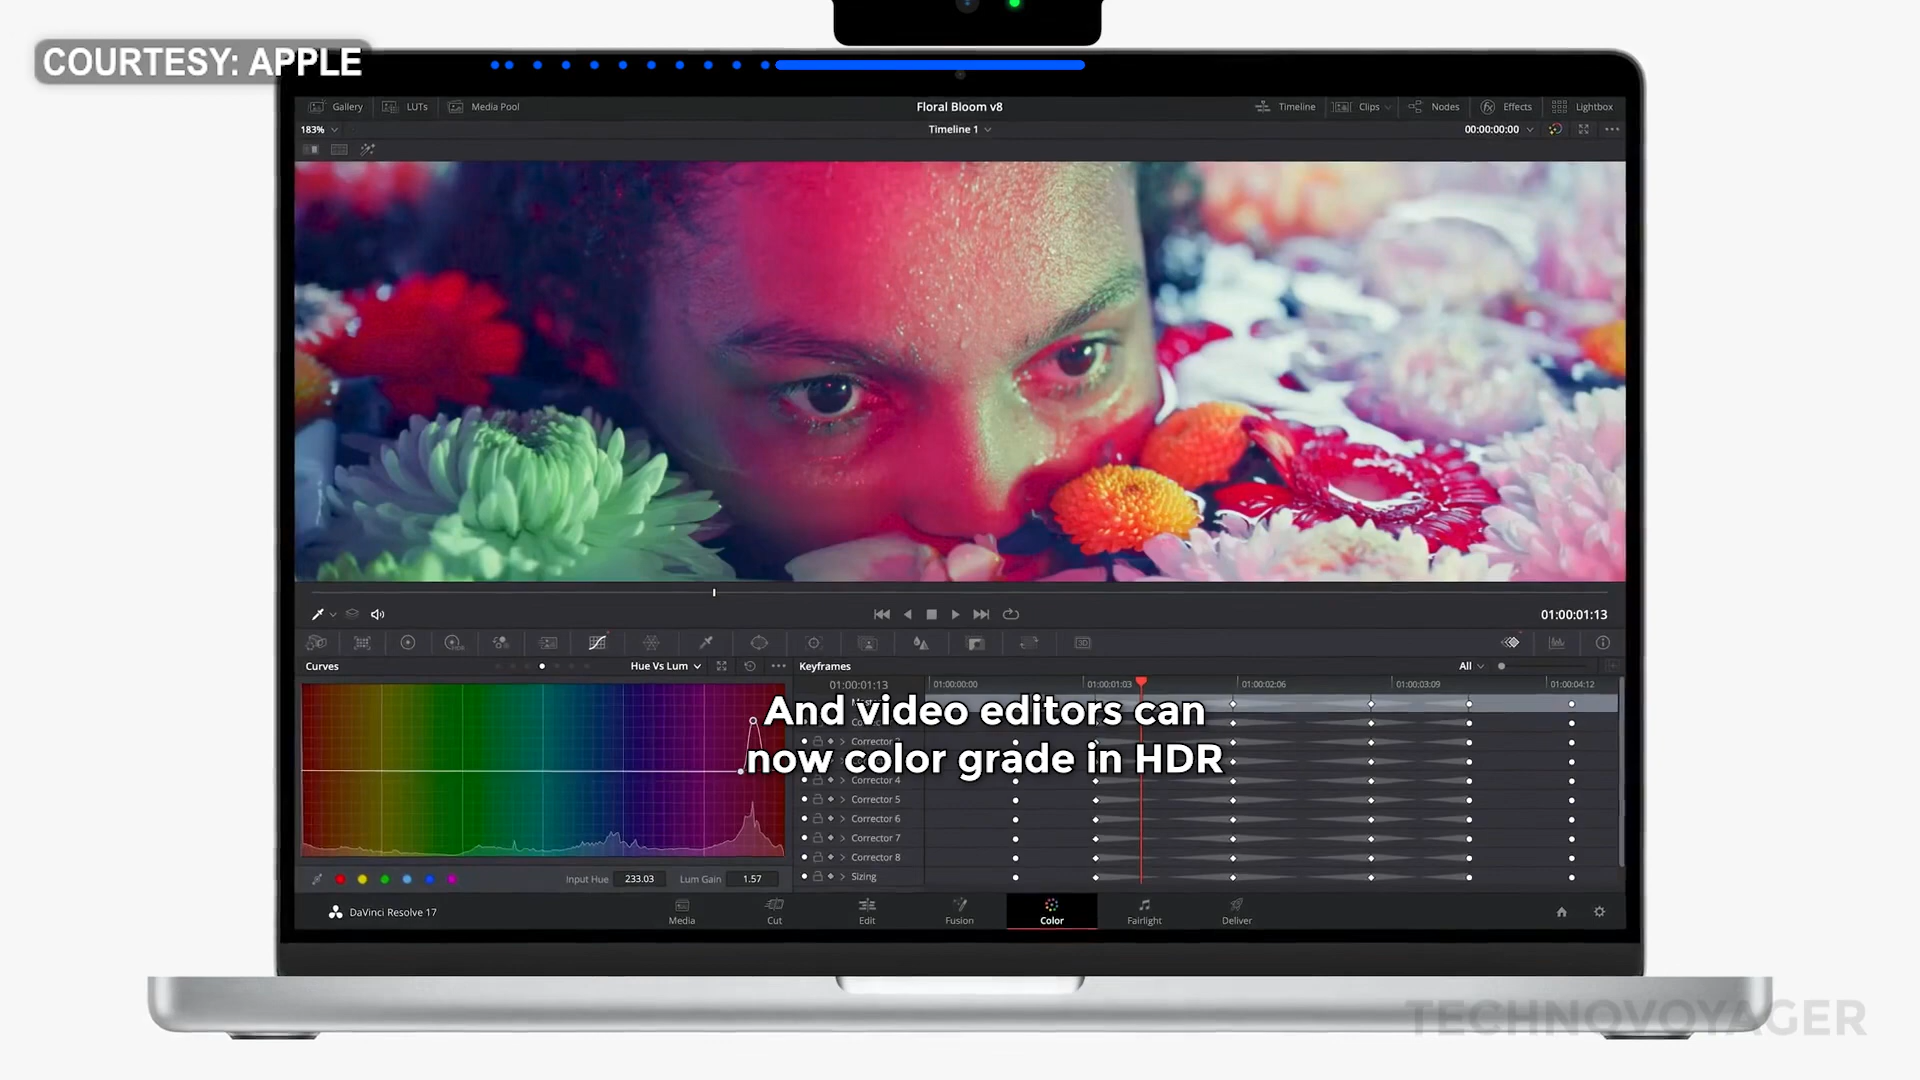 COURTESY: APPLE
Gallery
LUTs
Media Pool
Floral Bloom v8
Timeline
Clips
Nodes
Effects
Lightbox
183%
Timeline 1
00:00:00:00
01:00:01:13
Curves
Hue Vs Lum
Keyframes
All
01:00:01:13
01:00:00:00
01:00:01:03
01:00:02:06
01:00:03:09
01:00:04:12
And video editors can
now color grade in HDR
Corrector 4
Corrector 5
Corrector 6
Corrector 7
Corrector 8
Sizing
Input Hue
233.03
Lum Gain
1.57
DaVinci Resolve 17
Media
Cut
Edit
Fusion
Color
Fairlight
Deliver
TECHNOVOYAGER